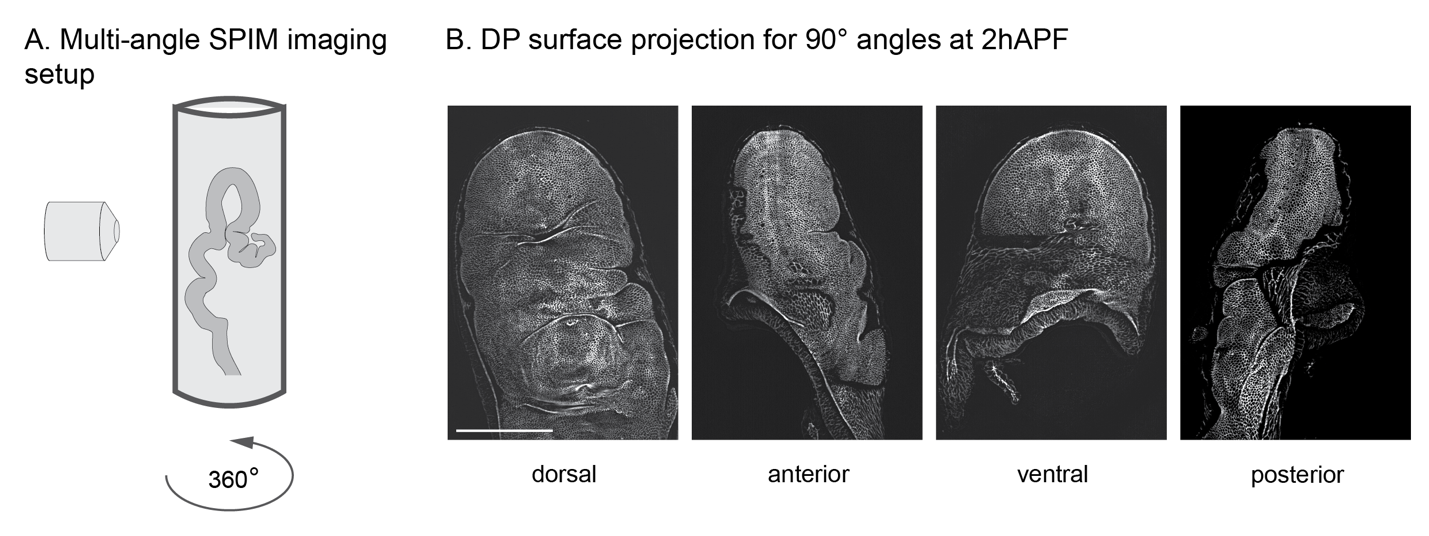 A. Multi-angle SPIM imaging
setup
B. DP surface projection for 90° angles at 2hAPF
360°
dorsal
anterior
ventral
posterior